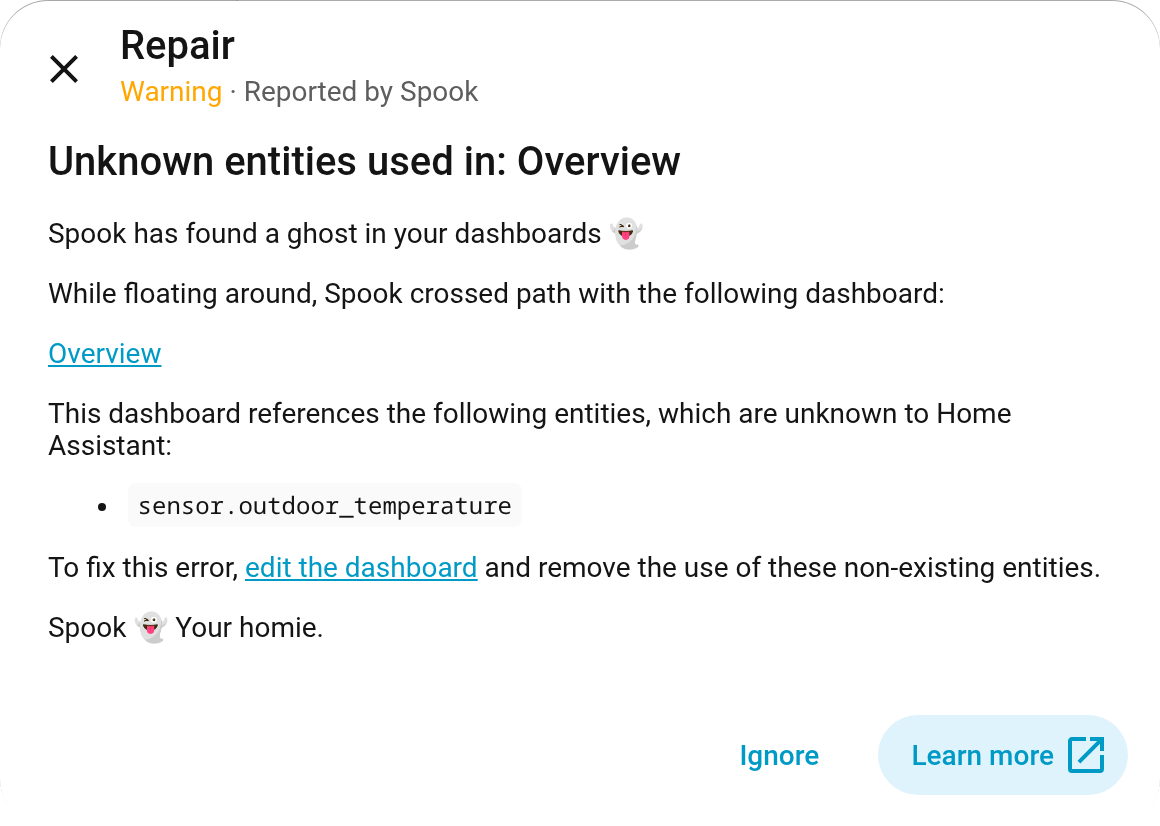 Repair
Warning · Reported by Spook
Unknown entities used in: Overview
Spook has found a ghost in your dashboards 👻
While floating around, Spook crossed path with the following dashboard:
Overview
This dashboard references the following entities, which are unknown to Home
Assistant:
• sensor.outdoor_temperature
To fix this error, edit the dashboard and remove the use of these non-existing entities.
Spook 👻 Your homie.
Ignore
Learn more